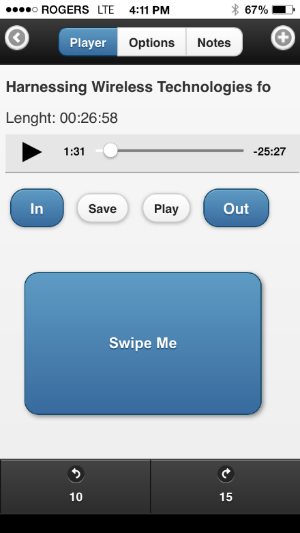 ROGERS LTE 4:11 PM 67%
Player Options Notes
Harnessing Wireless Technologies fo
Lenght: 00:26:58
1:31 -25:27
In Save Play Out
Swipe Me
10 15